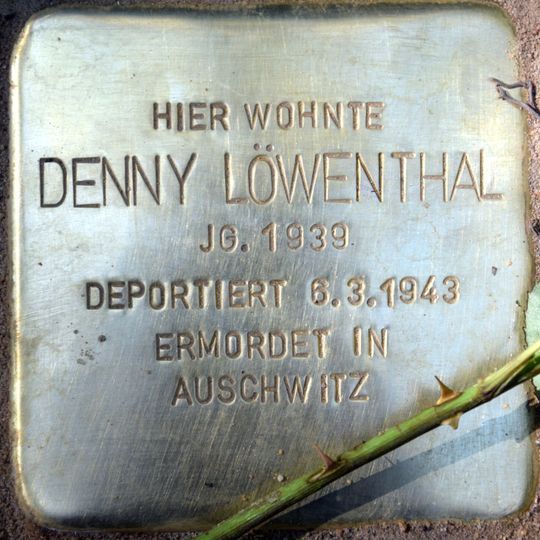 HIER WOHNTE
DENNY LÖWENTHAL
JG. 1939
DEPORTIERT 6.3.1943
ERMORDET IN
AUSCHWITZ